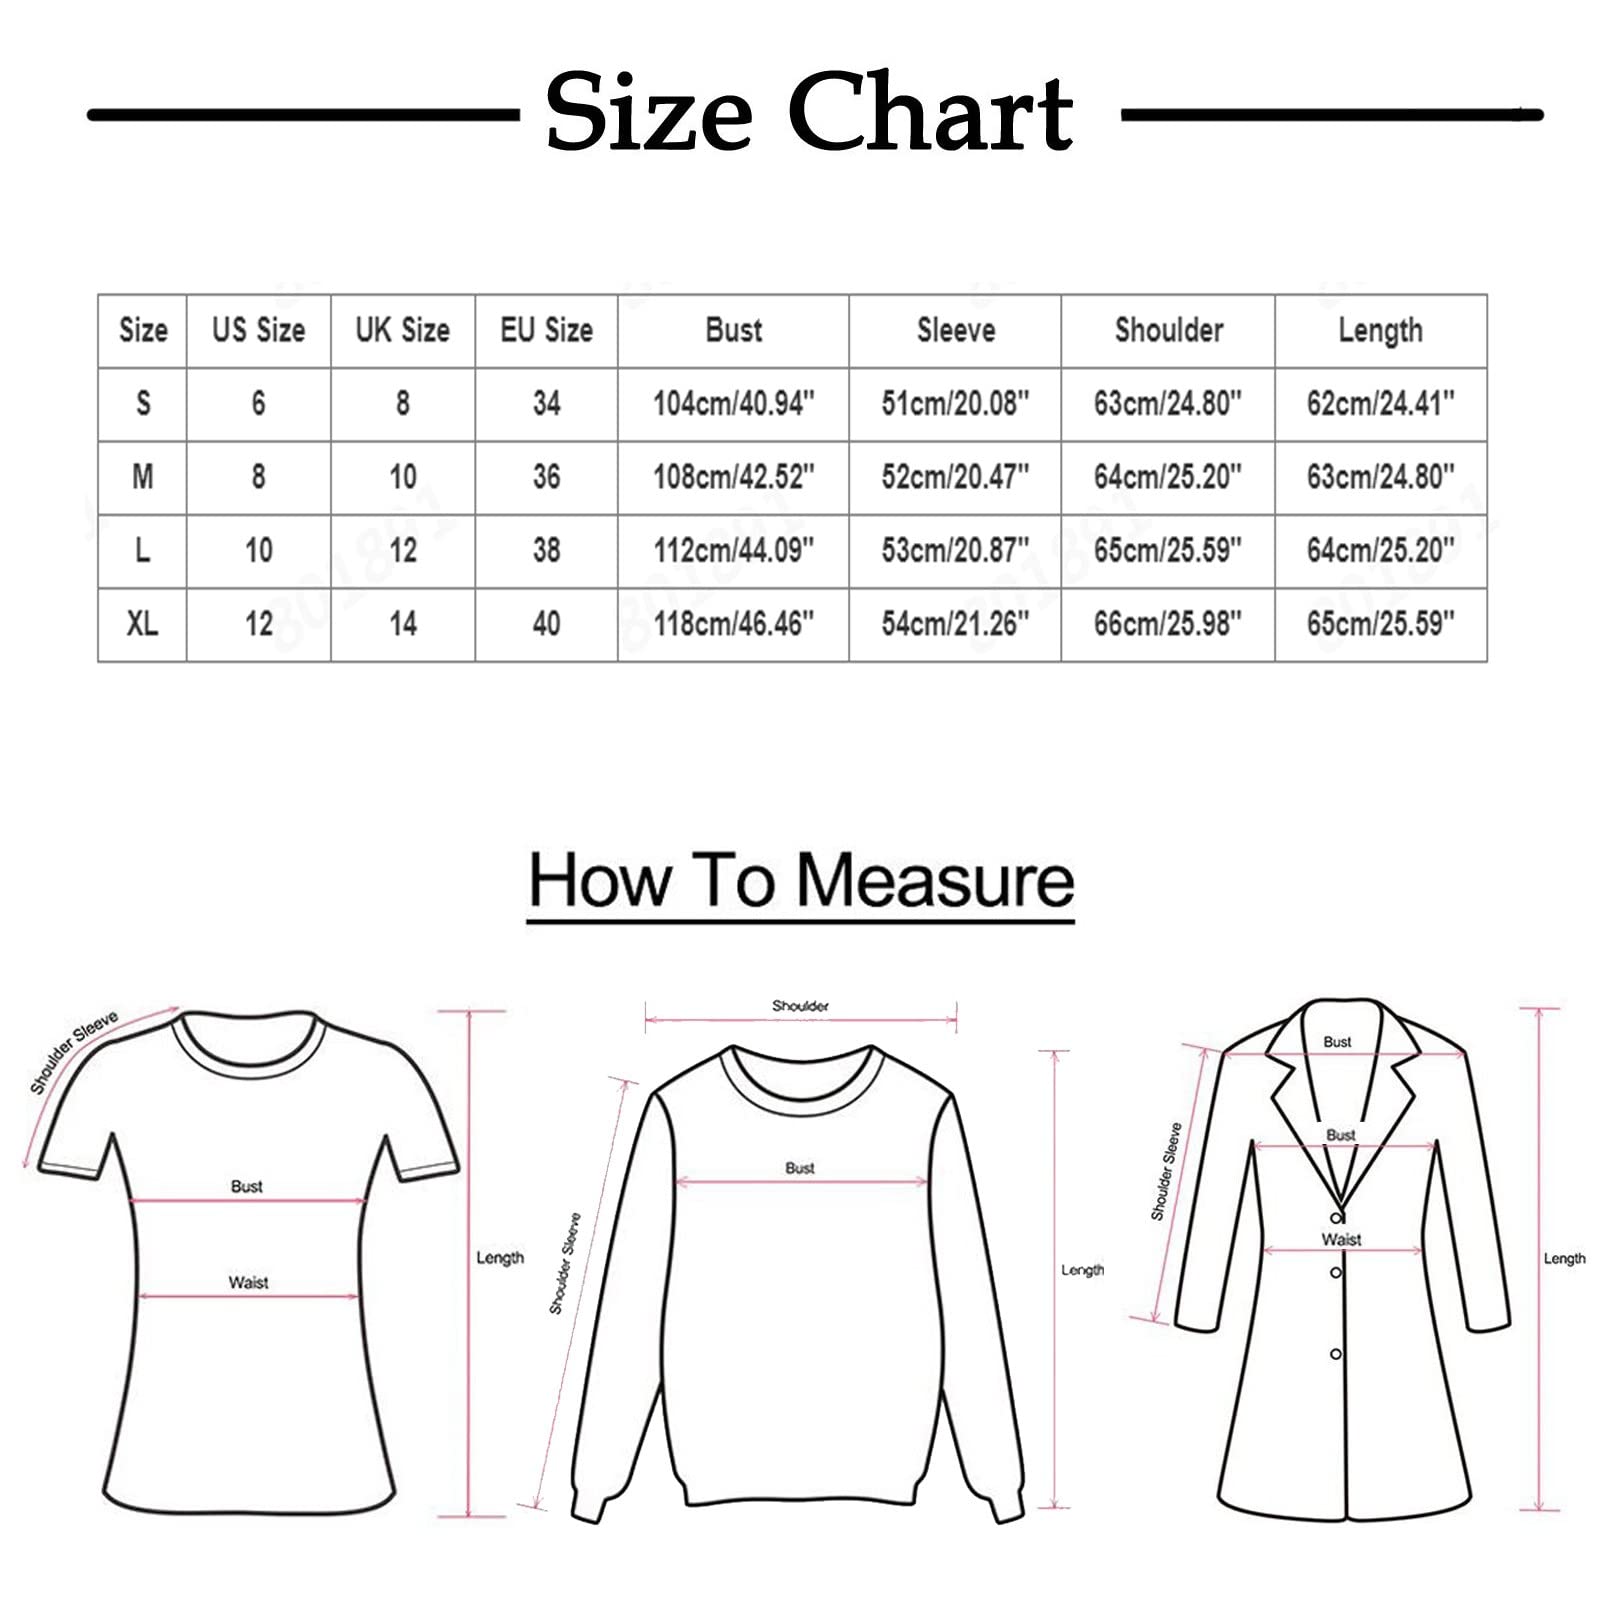 Size Chart
Size US Size UK Size EU Size Bust Sleeve Shoulder Length
S 6 8 34 104cm/40.94" 51cm/20.08" 63cm/24.80" 62cm/24.41"
M 8 10 36 108cm/42.52" 52cm/20.47" 64cm/25.20" 63cm/24.80"
L 10 12 38 112cm/44.09" 53cm/20.87" 65cm/25.59" 64cm/25.20"
XL 12 14 40 118cm/46.46" 54cm/21.26" 66cm/25.98" 65cm/25.59"
801891 801891 801891 801891
How To Measure
Shoulder Sleeve
Bust
Waist
Length
Shoulder
Bust
Shoulder Sleeve
Length
Bust
Bust
Shoulder Sleeve
Waist
Length